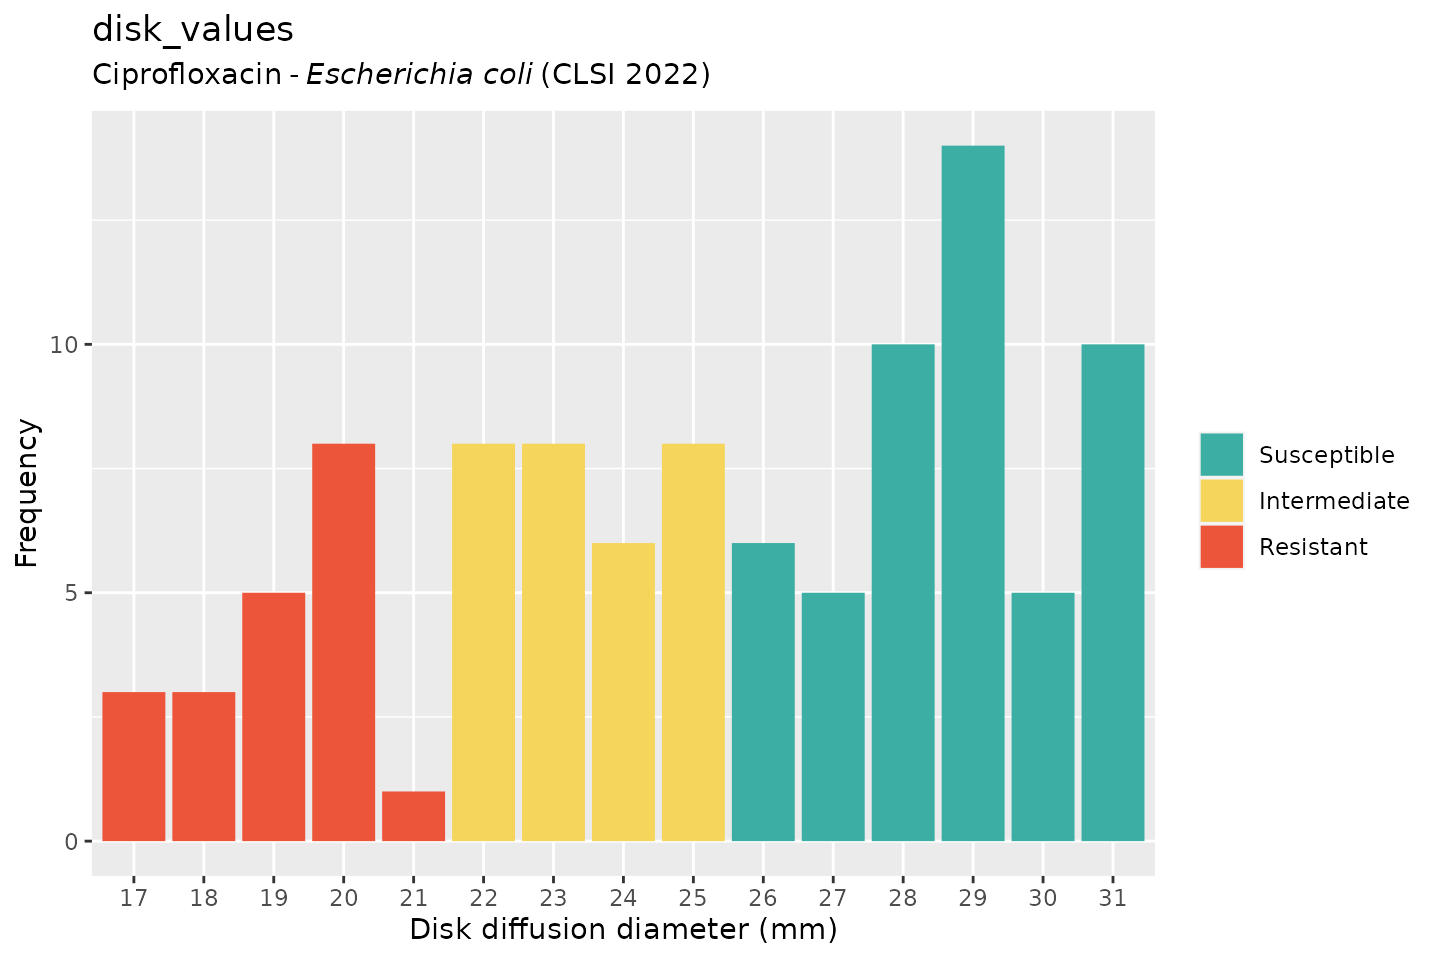 disk_values
Ciprofloxacin - Escherichia coli (CLSI 2022)
Frequency
10
5
0
17 18 19 20 21 22 23 24 25 26 27 28 29 30 31
Disk diffusion diameter (mm)
Susceptible
Intermediate
Resistant